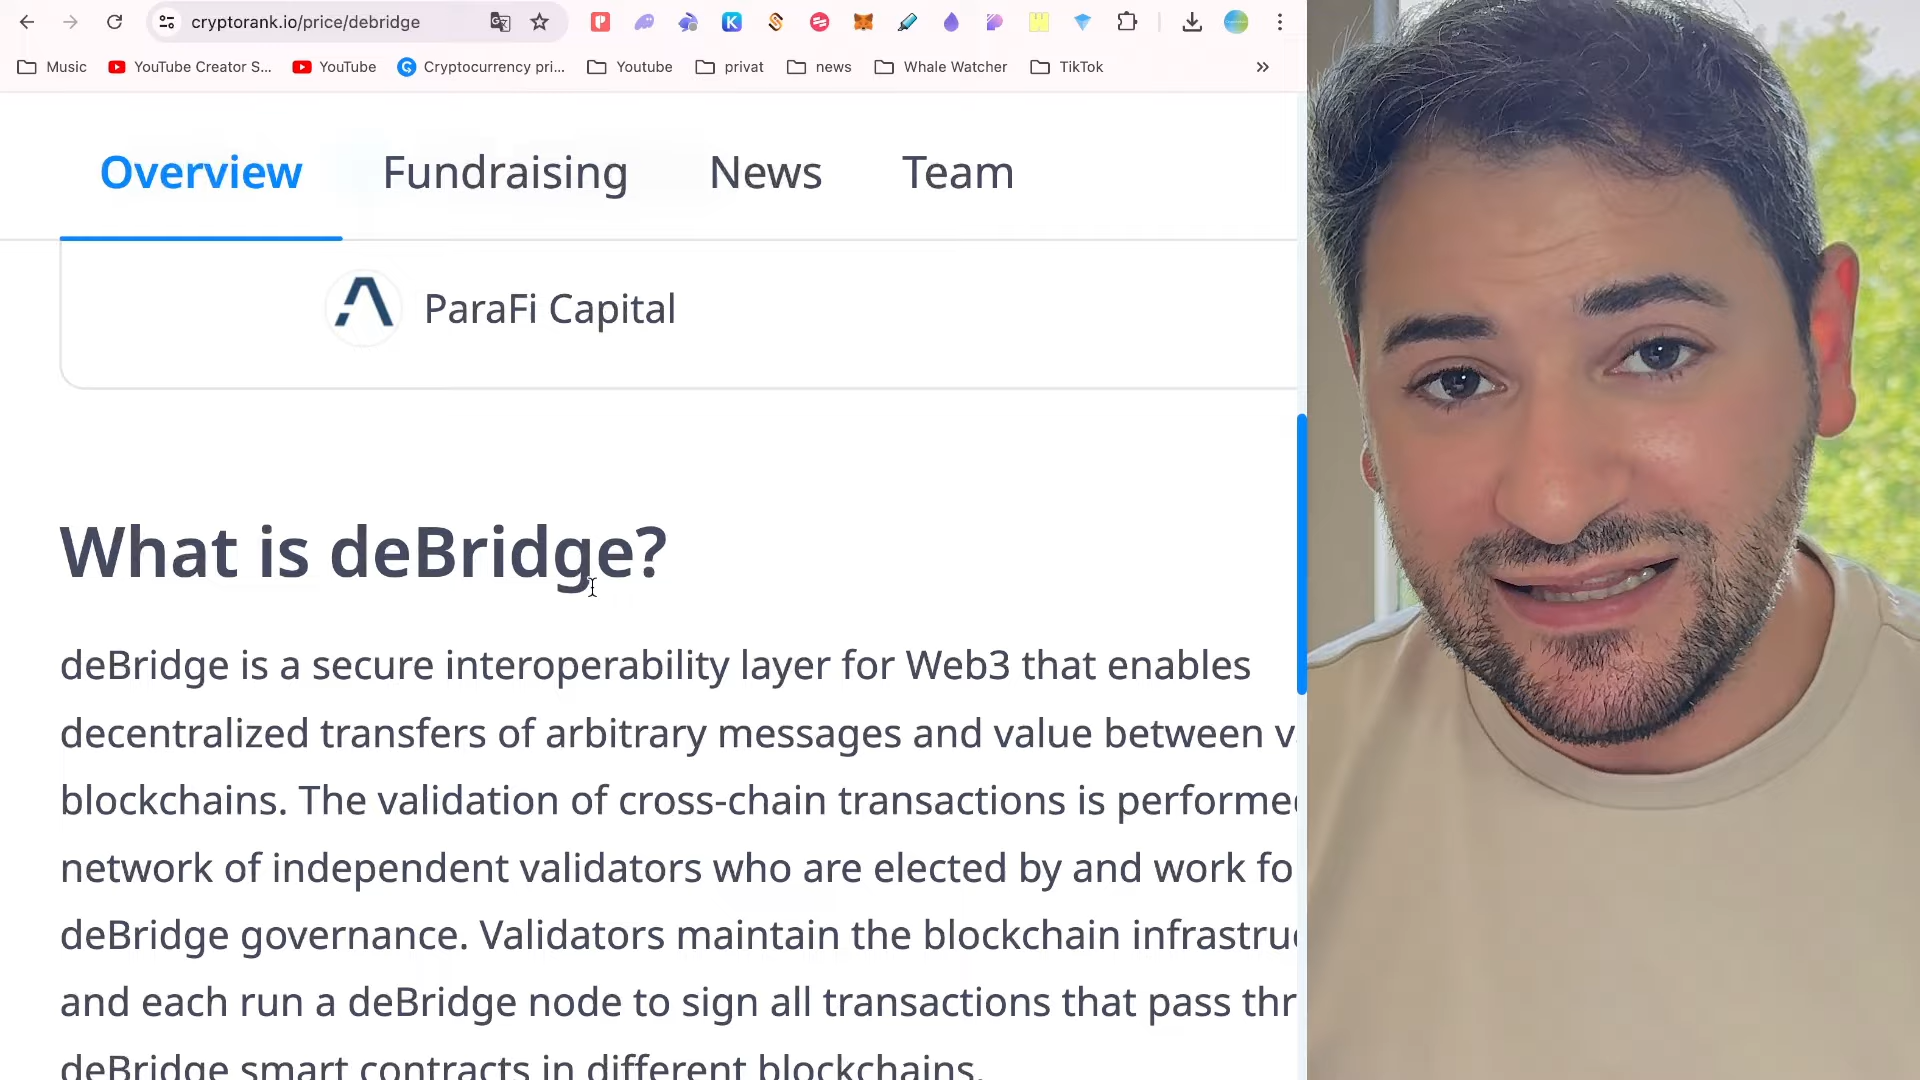 cryptorank.io/price/debridge
Music
YouTube Creator S...
YouTube
Cryptocurrency pri...
Youtube
privat
news
Whale Watcher
TikTok
Overview
Fundraising
News
Team
ParaFi Capital
What is deBridge?
deBridge is a secure interoperability layer for Web3 that enables
decentralized transfers of arbitrary messages and value between
blockchains. The validation of cross-chain transactions is
network of independent validators who are elected by and work
deBridge governance. Validators maintain the blockchain
and each run a deBridge node to sign all transactions that pass
deBridge smart contracts in different blockchains.